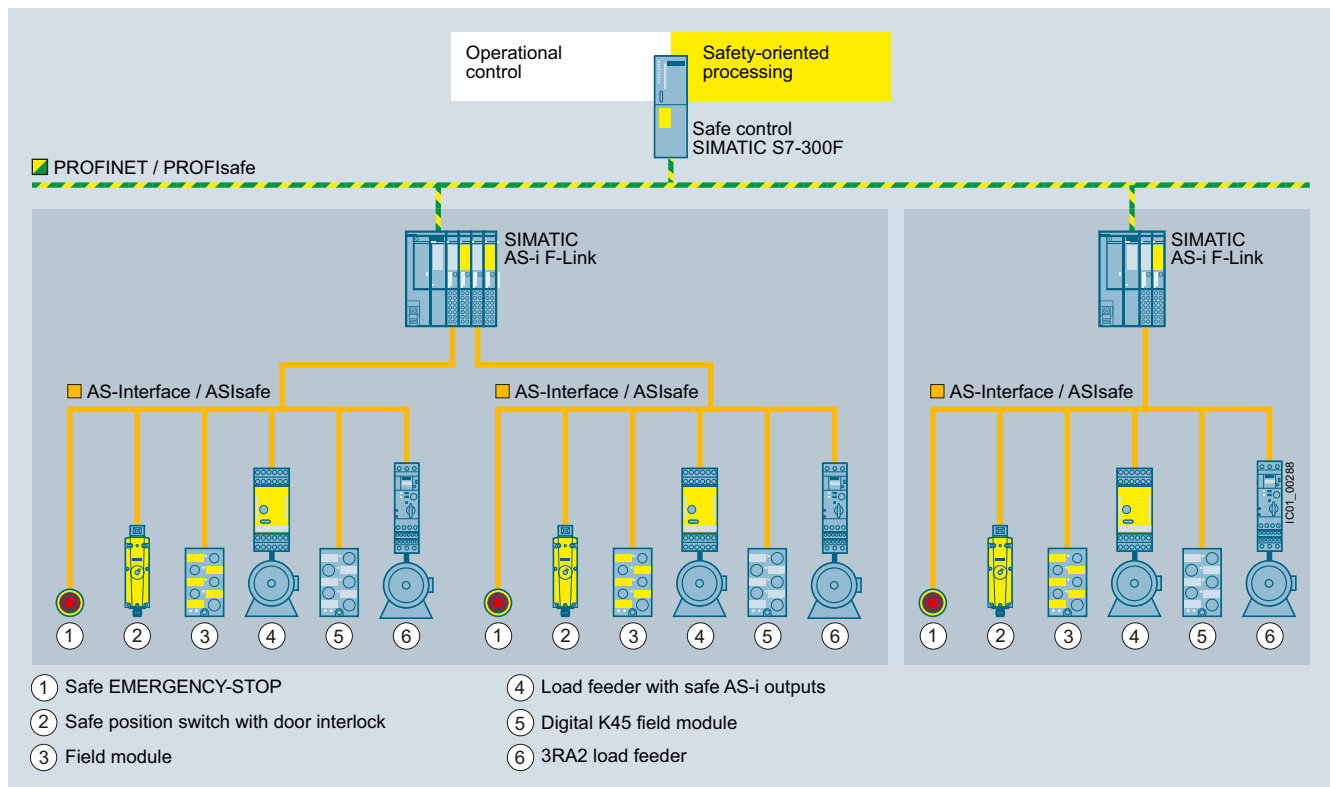 Operational
control
Safety-oriented
processing
Safe control
SIMATIC S7-300F
PROFINET / PROFIsafe
SIMATIC
AS-i F-Link
SIMATIC
AS-i F-Link
AS-Interface / ASIsafe
AS-Interface / ASIsafe
AS-Interface / ASIsafe
IC01_00288
1 2 3 4 5 6
1 2 3 4 5 6
1 2 3 4 5 6
1 Safe EMERGENCY-STOP
2 Safe position switch with door interlock
3 Field module
4 Load feeder with safe AS-i outputs
5 Digital K45 field module
6 3RA2 load feeder